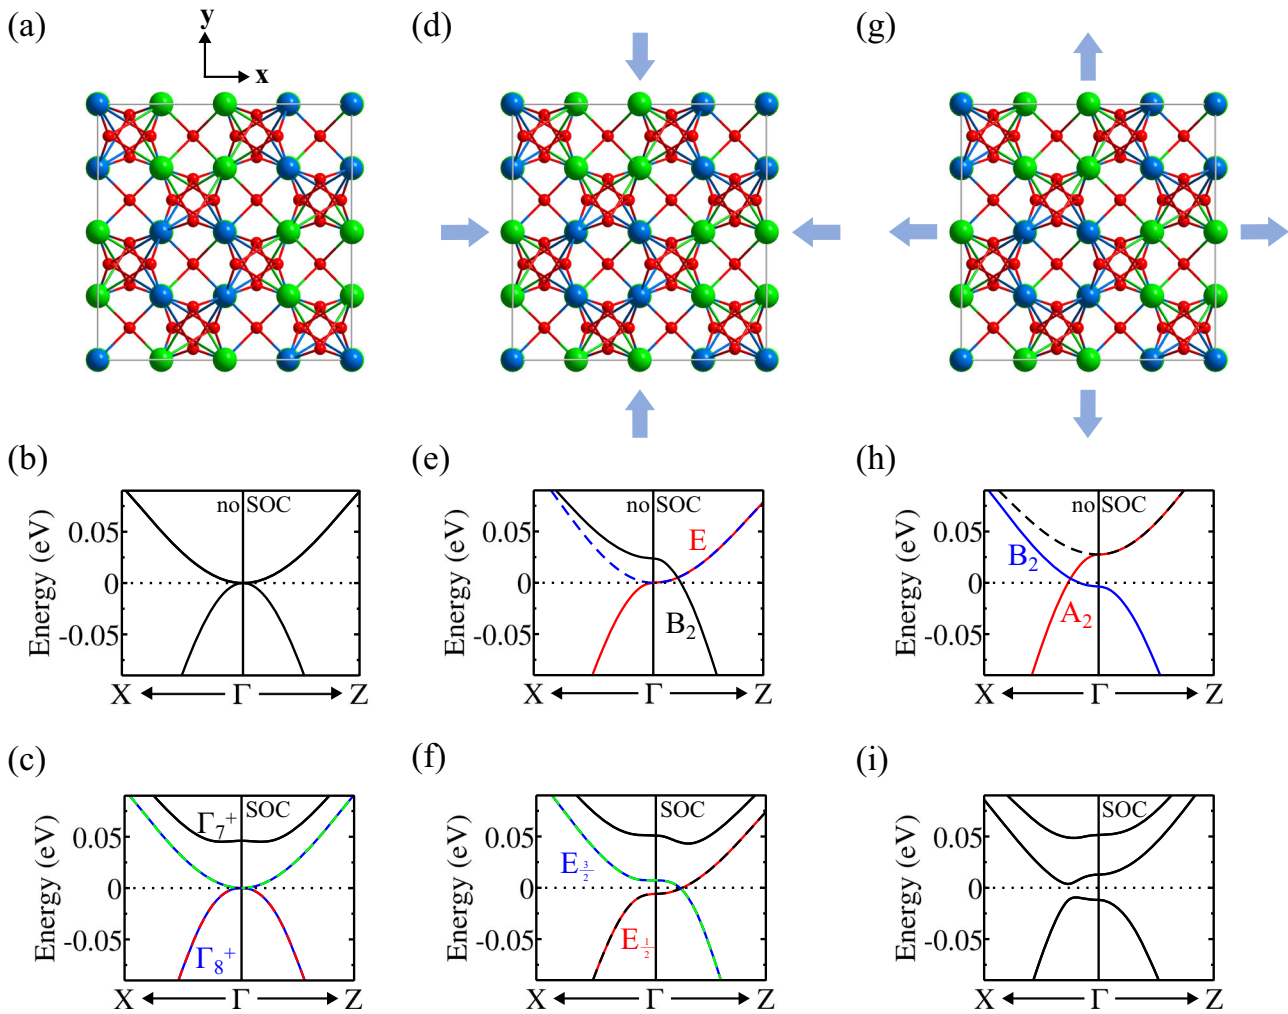 (a)
y
x
(d)
(g)
(b)
no SOC
Energy (eV)
0.05
0
-0.05
X Γ Z
(e)
no SOC
Energy (eV)
0.05
0
-0.05
E
B2
X Γ Z
(h)
no SOC
Energy (eV)
0.05
0
-0.05
B2
A2
X Γ Z
(c)
SOC
Energy (eV)
0.05
0
-0.05
Γ7+
Γ8+
X Γ Z
(f)
SOC
Energy (eV)
0.05
0
-0.05
E3/2
E1/2
X Γ Z
(i)
SOC
Energy (eV)
0.05
0
-0.05
X Γ Z